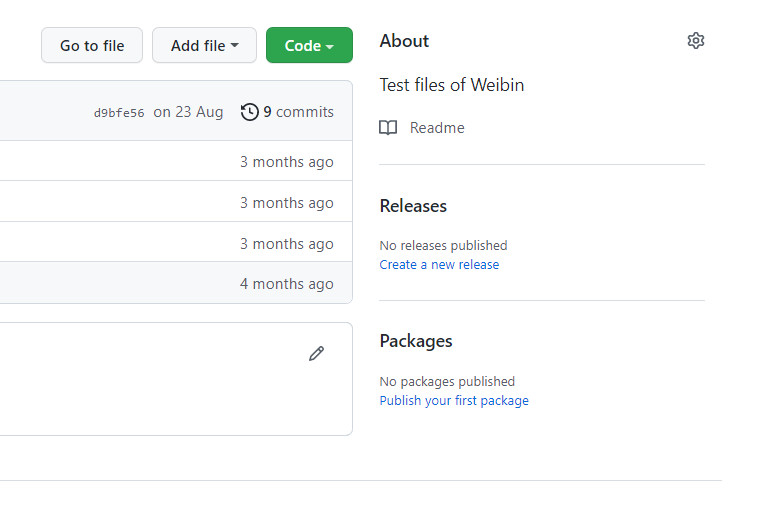 Go to file
Add file
Code
d9bfe56 on 23 Aug 9 commits
3 months ago
3 months ago
3 months ago
4 months ago
About
Test files of Weibin
Readme
Releases
No releases published
Create a new release
Packages
No packages published
Publish your first package